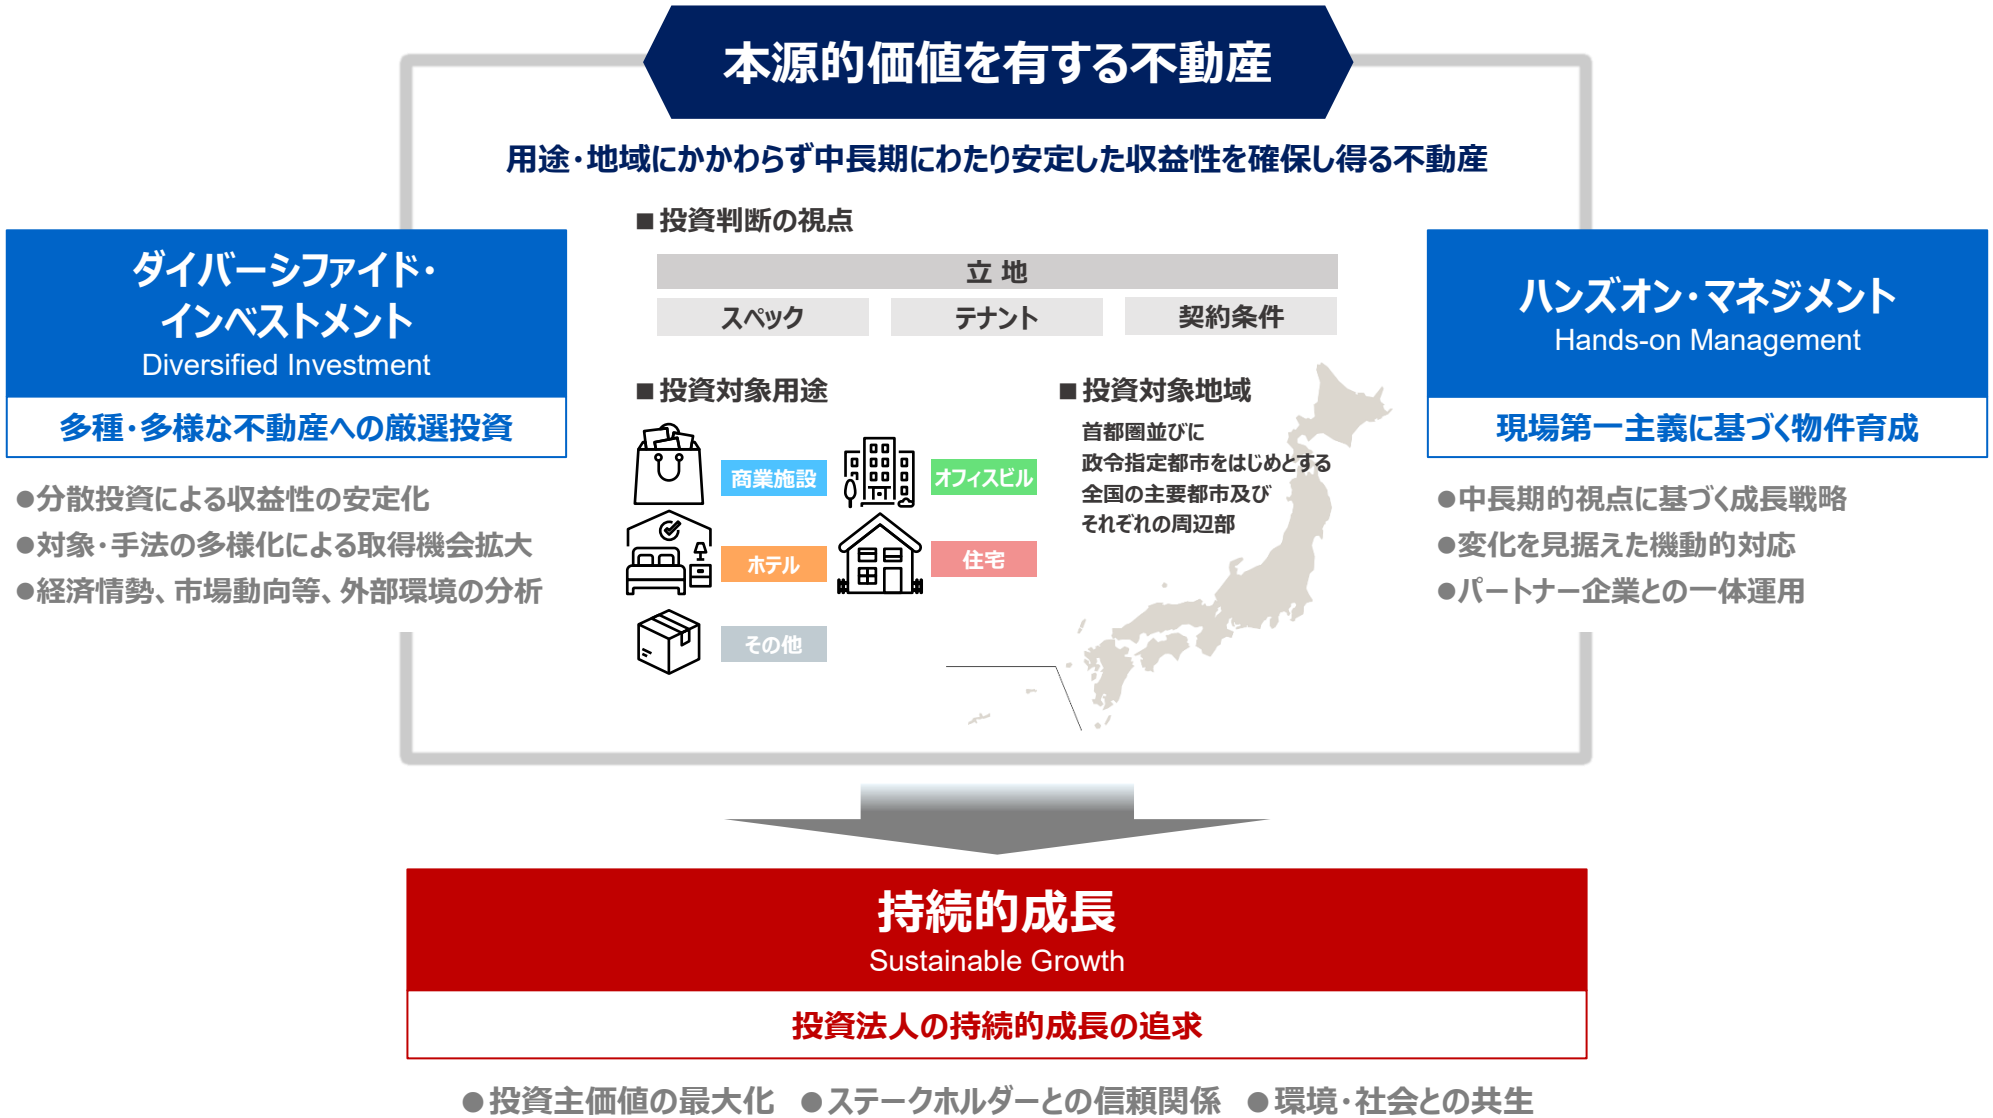 本源的価値を有する不動産
用途・地域にかかわらず中長期にわたり安定した収益性を確保し得る不動産
ダイバーシファイド・
インベストメント
Diversified Investment
多種・多様な不動産への厳選投資
●分散投資による収益性の安定化
●対象・手法の多様化による取得機会拡大
●経済情勢、市場動向等、外部環境の分析
■投資判断の視点
立 地
スペック
テナント
契約条件
■投資対象用途
商業施設
オフィスビル
ホテル
住宅
その他
■投資対象地域
首都圏並びに
政令指定都市をはじめとする
全国の主要都市及び
それぞれの周辺部
ハンズオン・マネジメント
Hands-on Management
現場第一主義に基づく物件育成
●中長期的視点に基づく成長戦略
●変化を見据えた機動的対応
●パートナー企業との一体運用
持続的成長
Sustainable Growth
投資法人の持続的成長の追求
●投資主価値の最大化 ●ステークホルダーとの信頼関係 ●環境・社会との共生